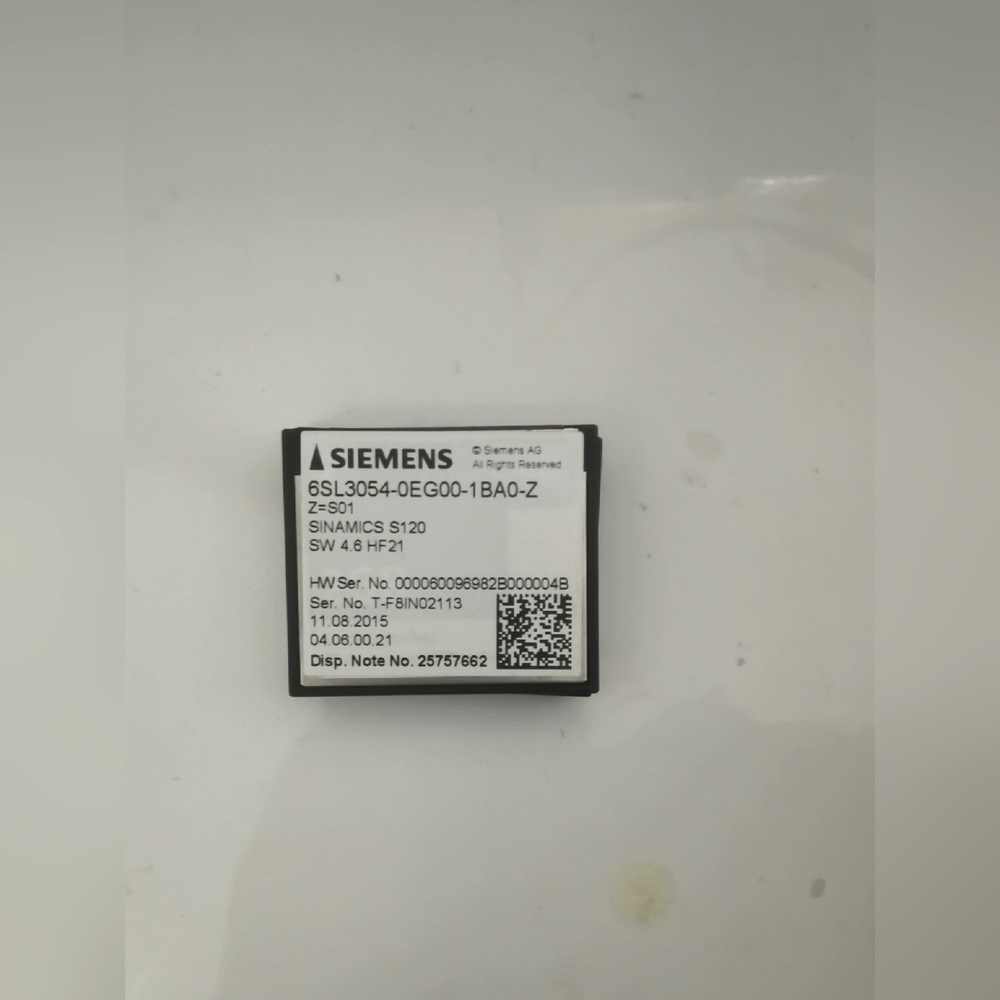 SIEMENS
© Siemens AG
All Rights Reserved
6SL3054-0EG00-1BA0-Z
Z=S01
SINAMICS S120
SW 4.6 HF21
HW Ser. No. 000060096982B000004B
Ser. No. T-F8IN02113
11.08.2015
04.06.00.21
Disp. Note No. 25757662